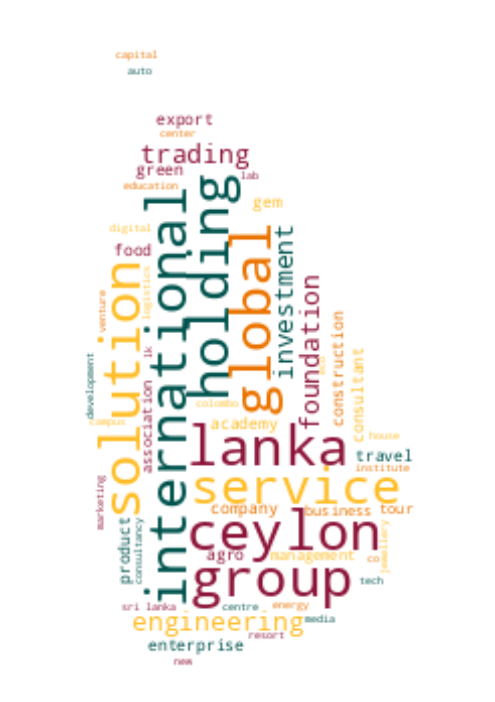 capital
auto
export
center
trading
green
lab
education
holding
international
gem
digital
global
investment
food
solution
logistics
foundation
venture
construction
lk
consultant
development
eco
association
colombo
campus
academy
lanka
house
travel
institute
service
marketing
company
business
tour
product
consultancy
ceylon
jewellery
agro
management
co
group
tech
sri lanka
centre
energy
engineering
media
resort
enterprise
new